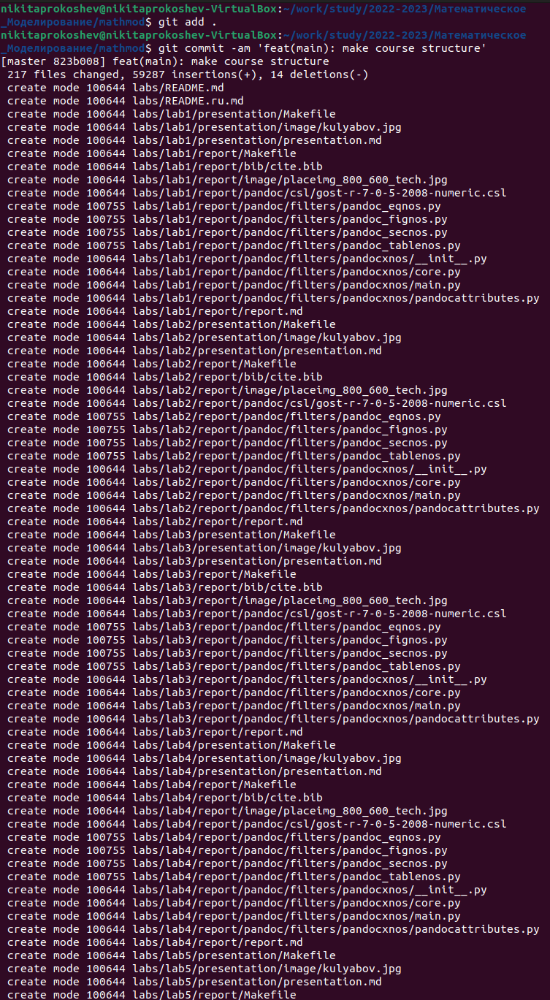 nikitaprokoshev@nikitaprokoshev-VirtualBox:~/work/study/2022-2023/Математическое
_Моделирование/mathmod$ git add .
nikitaprokoshev@nikitaprokoshev-VirtualBox:~/work/study/2022-2023/Математическое
_Моделирование/mathmod$ git commit -am 'feat(main): make course structure'
[master 823b008] feat(main): make course structure
 217 files changed, 59287 insertions(+), 14 deletions(-)
 create mode 100644 labs/README.md
 create mode 100644 labs/README.ru.md
 create mode 100644 labs/lab1/presentation/Makefile
 create mode 100644 labs/lab1/presentation/image/kulyabov.jpg
 create mode 100644 labs/lab1/presentation/presentation.md
 create mode 100644 labs/lab1/report/Makefile
 create mode 100644 labs/lab1/report/bib/cite.bib
 create mode 100644 labs/lab1/report/image/placeimg_800_600_tech.jpg
 create mode 100644 labs/lab1/report/pandoc/csl/gost-r-7-0-5-2008-numeric.csl
 create mode 100755 labs/lab1/report/pandoc/filters/pandoc_eqnos.py
 create mode 100755 labs/lab1/report/pandoc/filters/pandoc_fignos.py
 create mode 100755 labs/lab1/report/pandoc/filters/pandoc_secnos.py
 create mode 100755 labs/lab1/report/pandoc/filters/pandoc_tablenos.py
 create mode 100644 labs/lab1/report/pandoc/filters/pandocxnos/__init__.py
 create mode 100644 labs/lab1/report/pandoc/filters/pandocxnos/core.py
 create mode 100644 labs/lab1/report/pandoc/filters/pandocxnos/main.py
 create mode 100644 labs/lab1/report/pandoc/filters/pandocxnos/pandocattributes.py
 create mode 100644 labs/lab1/report/report.md
 create mode 100644 labs/lab2/presentation/Makefile
 create mode 100644 labs/lab2/presentation/image/kulyabov.jpg
 create mode 100644 labs/lab2/presentation/presentation.md
 create mode 100644 labs/lab2/report/Makefile
 create mode 100644 labs/lab2/report/bib/cite.bib
 create mode 100644 labs/lab2/report/image/placeimg_800_600_tech.jpg
 create mode 100644 labs/lab2/report/pandoc/csl/gost-r-7-0-5-2008-numeric.csl
 create mode 100755 labs/lab2/report/pandoc/filters/pandoc_eqnos.py
 create mode 100755 labs/lab2/report/pandoc/filters/pandoc_fignos.py
 create mode 100755 labs/lab2/report/pandoc/filters/pandoc_secnos.py
 create mode 100755 labs/lab2/report/pandoc/filters/pandoc_tablenos.py
 create mode 100644 labs/lab2/report/pandoc/filters/pandocxnos/__init__.py
 create mode 100644 labs/lab2/report/pandoc/filters/pandocxnos/core.py
 create mode 100644 labs/lab2/report/pandoc/filters/pandocxnos/main.py
 create mode 100644 labs/lab2/report/pandoc/filters/pandocxnos/pandocattributes.py
 create mode 100644 labs/lab2/report/report.md
 create mode 100644 labs/lab3/presentation/Makefile
 create mode 100644 labs/lab3/presentation/image/kulyabov.jpg
 create mode 100644 labs/lab3/presentation/presentation.md
 create mode 100644 labs/lab3/report/Makefile
 create mode 100644 labs/lab3/report/bib/cite.bib
 create mode 100644 labs/lab3/report/image/placeimg_800_600_tech.jpg
 create mode 100644 labs/lab3/report/pandoc/csl/gost-r-7-0-5-2008-numeric.csl
 create mode 100755 labs/lab3/report/pandoc/filters/pandoc_eqnos.py
 create mode 100755 labs/lab3/report/pandoc/filters/pandoc_fignos.py
 create mode 100755 labs/lab3/report/pandoc/filters/pandoc_secnos.py
 create mode 100755 labs/lab3/report/pandoc/filters/pandoc_tablenos.py
 create mode 100644 labs/lab3/report/pandoc/filters/pandocxnos/__init__.py
 create mode 100644 labs/lab3/report/pandoc/filters/pandocxnos/core.py
 create mode 100644 labs/lab3/report/pandoc/filters/pandocxnos/main.py
 create mode 100644 labs/lab3/report/pandoc/filters/pandocxnos/pandocattributes.py
 create mode 100644 labs/lab3/report/report.md
 create mode 100644 labs/lab4/presentation/Makefile
 create mode 100644 labs/lab4/presentation/image/kulyabov.jpg
 create mode 100644 labs/lab4/presentation/presentation.md
 create mode 100644 labs/lab4/report/Makefile
 create mode 100644 labs/lab4/report/bib/cite.bib
 create mode 100644 labs/lab4/report/image/placeimg_800_600_tech.jpg
 create mode 100644 labs/lab4/report/pandoc/csl/gost-r-7-0-5-2008-numeric.csl
 create mode 100755 labs/lab4/report/pandoc/filters/pandoc_eqnos.py
 create mode 100755 labs/lab4/report/pandoc/filters/pandoc_fignos.py
 create mode 100755 labs/lab4/report/pandoc/filters/pandoc_secnos.py
 create mode 100755 labs/lab4/report/pandoc/filters/pandoc_tablenos.py
 create mode 100644 labs/lab4/report/pandoc/filters/pandocxnos/__init__.py
 create mode 100644 labs/lab4/report/pandoc/filters/pandocxnos/core.py
 create mode 100644 labs/lab4/report/pandoc/filters/pandocxnos/main.py
 create mode 100644 labs/lab4/report/pandoc/filters/pandocxnos/pandocattributes.py
 create mode 100644 labs/lab4/report/report.md
 create mode 100644 labs/lab5/presentation/Makefile
 create mode 100644 labs/lab5/presentation/image/kulyabov.jpg
 create mode 100644 labs/lab5/presentation/presentation.md
 create mode 100644 labs/lab5/report/Makefile